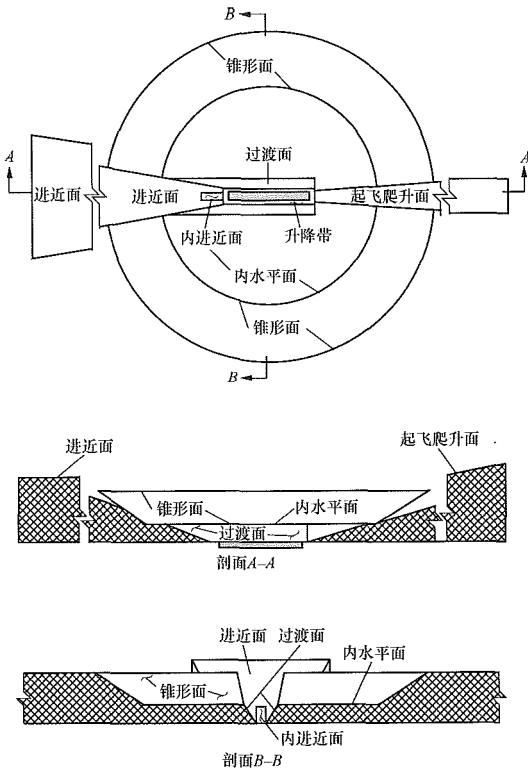 B
锥形面
A
A
过渡面
进近面
进近面
起飞爬升面
内进近面
升降带
内水平面
锥形面
B
进近面
起飞爬升面
锥形面
内水平面
过渡面
剖面A–A
进近面
过渡面
内水平面
锥形面
内进近面
剖面B–B